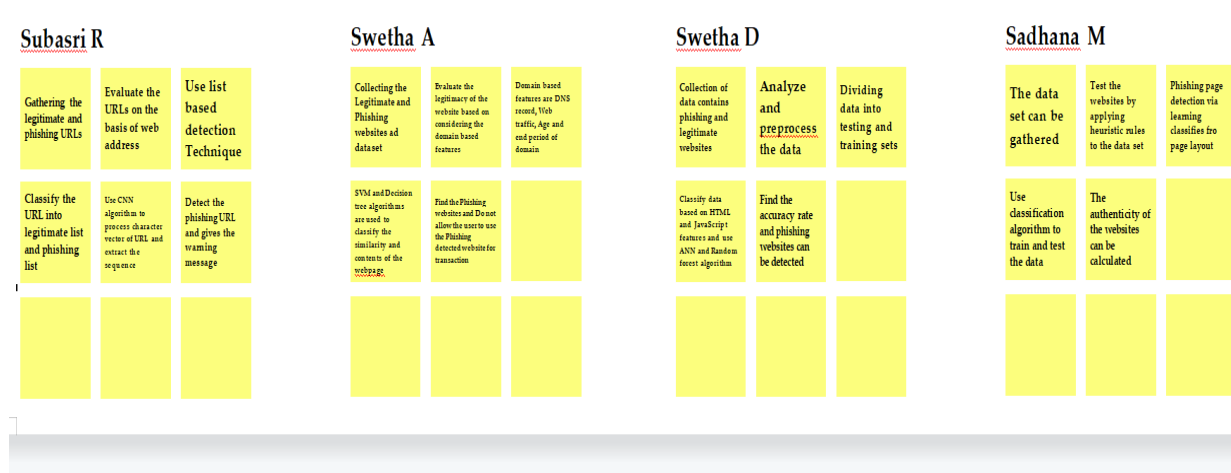 Subasri R
Gathering the
legitimate and
phishing URLs
Evaluate the
URLs on the
basis of web
address
Use list
based
detection
Technique
Classify the
URL into
legitimate list
and phishing
list
Use CNN
algorithm to
process character
vector of URL and
extract the
sequence
Detect the
phishing URL
and gives the
warning
message
Swetha A
Collecting the
Legitimate and
Phishing
websites ad
dataset
Evaluate the
legitimacy of the
website based on
considering the
domain based
features
Domain based
features are DNS
record, Web
traffic, Age and
end period of
domain
SVM and Decision
tree algorithms
are used to
classify the
similarity and
contents of the
webpage
Find the Phishing
websites and Do not
allow the user to use
the Phishing
detected website for
transaction
Swetha D
Collection of
data contains
phishing and
legitimate
websites
Analyze
and
preprocess
the data
Dividing
data into
testing and
training sets
Classify data
based on HTML
and JavaScript
features and use
ANN and Random
forest algorithm
Find the
accuracy rate
and phishing
websites can
be detected
Sadhana M
The data
set can be
gathered
Test the
websites by
applying
heuristic rules
to the data set
Phishing page
detection via
learning
classifies fro
page layout
Use
classification
algorithm to
train and test
the data
The
authenticity of
the websites
can be
calculated